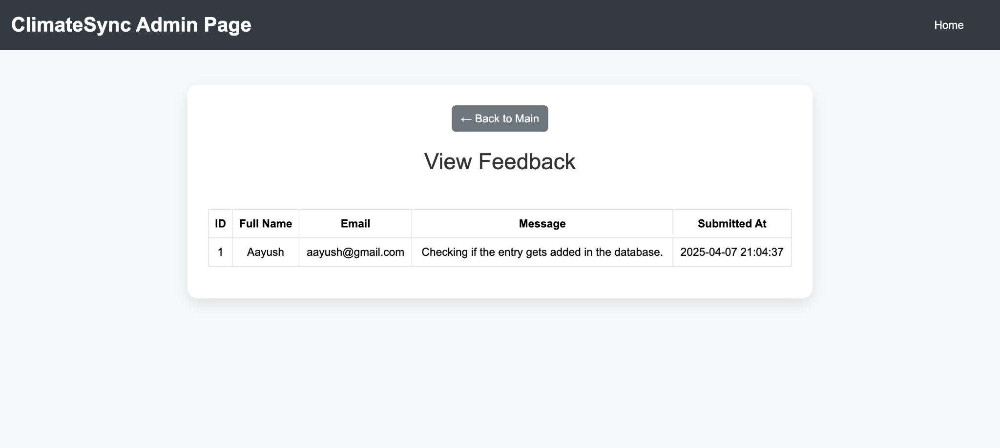 ClimateSync Admin Page Home
← Back to Main
View Feedback
ID Full Name Email Message Submitted At
1 Aayush aayush@gmail.com Checking if the entry gets added in the database. 2025-04-07 21:04:37